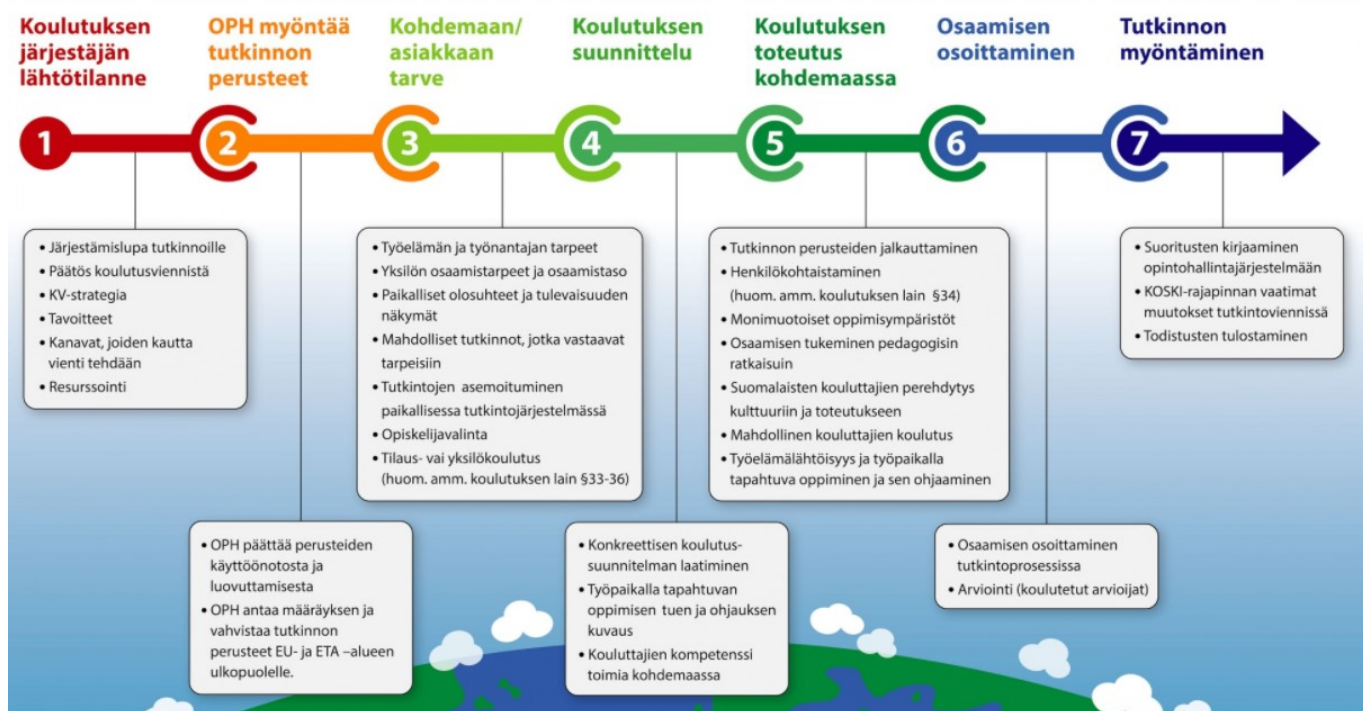 Koulutuksen
järjestäjän
lähtötilanne
OPH myöntää
tutkinnon
perusteet
Kohdemaan/
asiakkaan
tarve
Koulutuksen
suunnittelu
Koulutuksen
toteutus
kohdemaassa
Osaamisen
osoittaminen
Tutkinnon
myöntäminen
1
2
3
4
5
6
7
• Järjestämislupa tutkinnoille
• Päätös koulutusviennistä
• KV-strategia
• Tavoitteet
• Kanavat, joiden kautta
vienti tehdään
• Resurssointi
• OPH päättää perusteiden
käyttöönotosta ja
luovuttamisesta
• OPH antaa määräyksen ja
vahvistaa tutkinnon
perusteet EU- ja ETA –alueen
ulkopuolelle.
• Työelämän ja työnantajan tarpeet
• Yksilön osaamistarpeet ja osaamistaso
• Paikalliset olosuhteet ja tulevaisuuden
näkymät
• Mahdolliset tutkinnot, jotka vastaavat
tarpeisiin
• Tutkintojen asemoituminen
paikallisessa tutkintojärjestelmässä
• Opiskelijavalinta
• Tilaus- vai yksilökoulutus
(huom. amm. koulutuksen lain §33-36)
• Konkreettisen koulutus-
suunnitelman laatiminen
• Työpaikalla tapahtuvan
oppimisen tuen ja ohjauksen
kuvaus
• Kouluttajien kompetenssi
toimia kohdemaassa
• Tutkinnon perusteiden jalkauttaminen
• Henkilökohtaistaminen
(huom. amm. koulutuksen lain §34)
• Monimuotoiset oppimisympäristöt
• Osaamisen tukeminen pedagogisin
ratkaisuin
• Suomalaisten kouluttajien perehdytys
kulttuuriin ja toteutukseen
• Mahdollinen kouluttajien koulutus
• Työelämälähtöisyys ja työpaikalla
tapahtuva oppiminen ja sen ohjaaminen
• Osaamisen osoittaminen
tutkintoprosessissa
• Arviointi (koulutetut arvioijat)
• Suoritusten kirjaaminen
opintohallintajärjestelmään
• KOSKI-rajapinnan vaatimat
muutokset tutkintoviennissä
• Todistusten tulostaminen